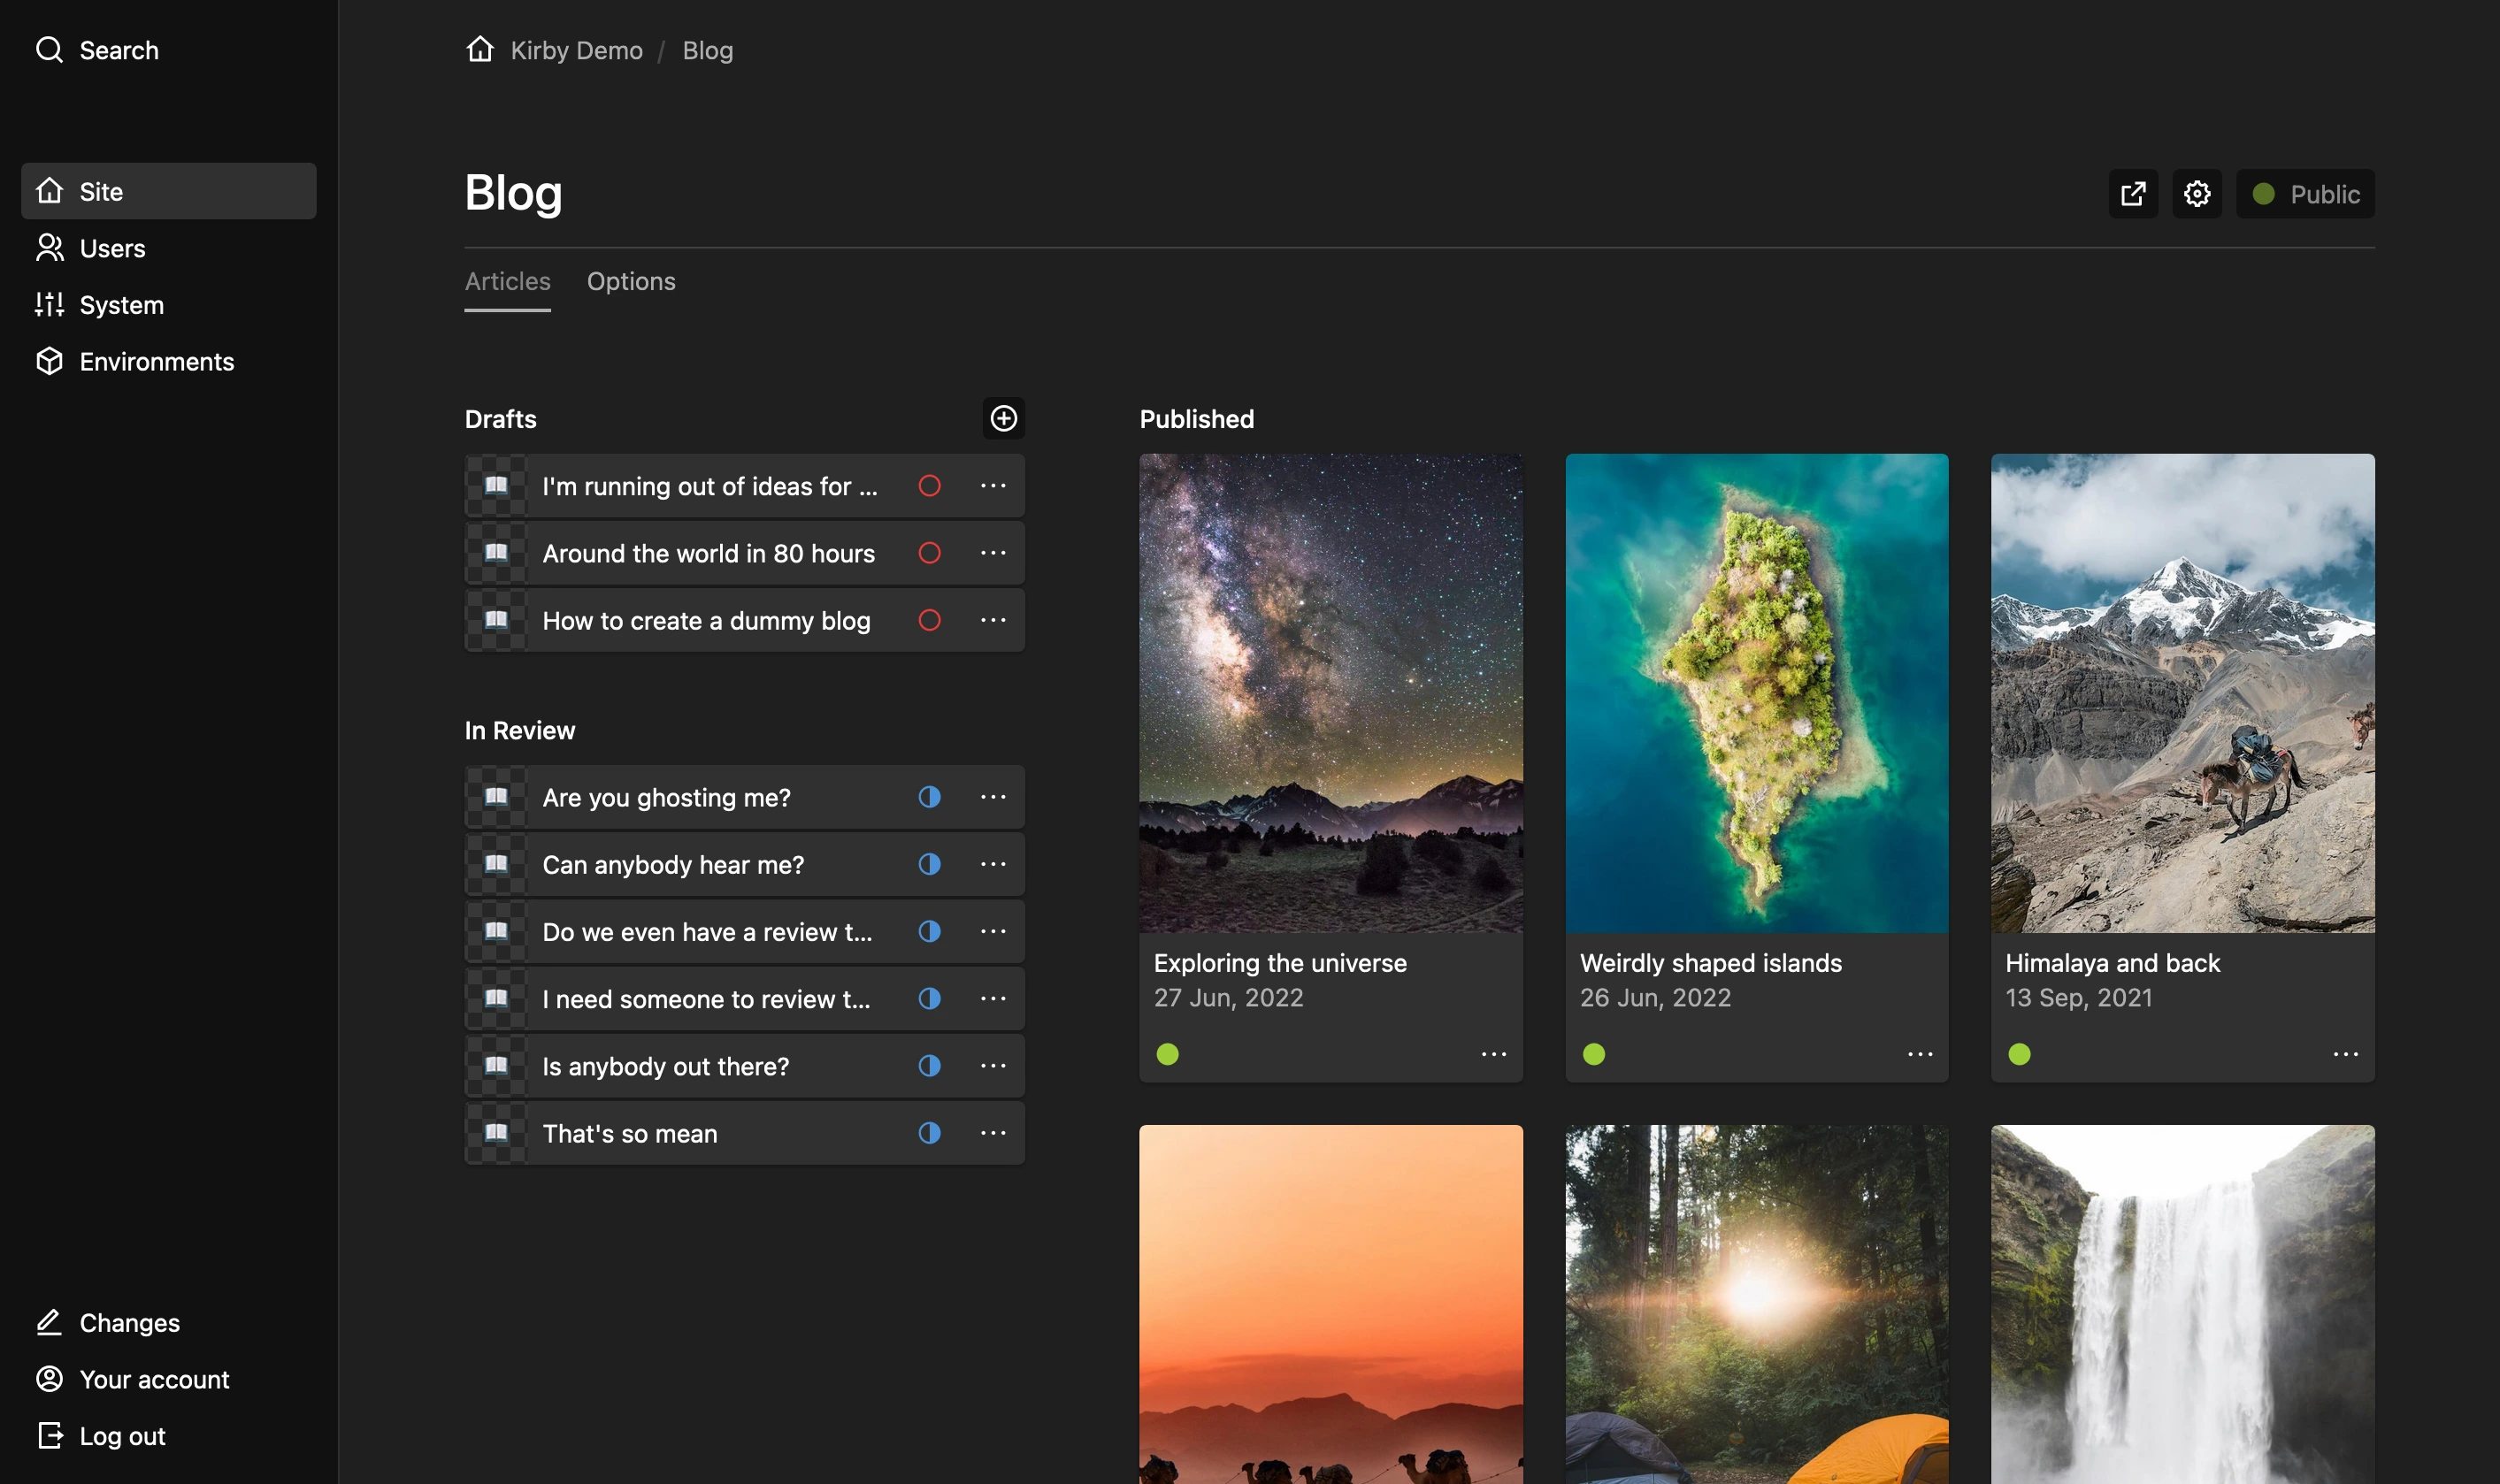 Search
Site
Users
System
Environments
Changes
Your account
Log out
Kirby Demo / Blog
Blog
Public
Articles
Options
Drafts
I'm running out of ideas for ...
Around the world in 80 hours
How to create a dummy blog
In Review
Are you ghosting me?
Can anybody hear me?
Do we even have a review t...
I need someone to review t...
Is anybody out there?
That's so mean
Published
Exploring the universe
27 Jun, 2022
Weirdly shaped islands
26 Jun, 2022
Himalaya and back
13 Sep, 2021